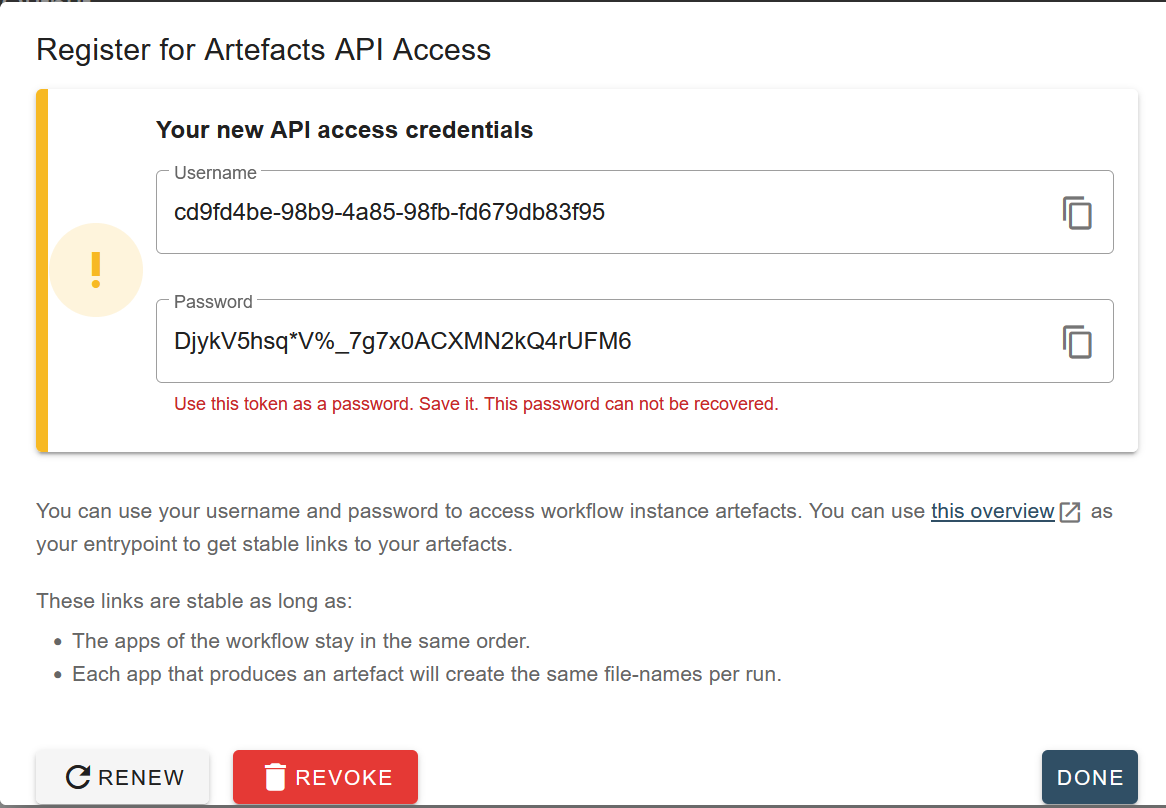 Register for Artefacts API Access
Your new API access credentials
Username
cd9fd4be-98b9-4a85-98fb-fd679db83f95
Password
DjykV5hsq*V%_7g7x0ACXMN2kQ4rUFM6
Use this token as a password. Save it. This password can not be recovered.
You can use your username and password to access workflow instance artefacts. You can use this overview as
your entrypoint to get stable links to your artefacts.
These links are stable as long as:
• The apps of the workflow stay in the same order.
• Each app that produces an artefact will create the same file-names per run.
RENEW REVOKE DONE